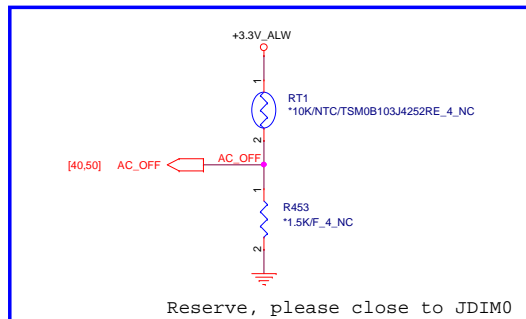 +3.3V_ALW
1
RT1
*10K/NTC/TSM0B103J4252RE_4_NC
2
[40,50] AC_OFF AC_OFF
1
R453
*1.5K/F_4_NC
2
Reserve, please close to JDIM0